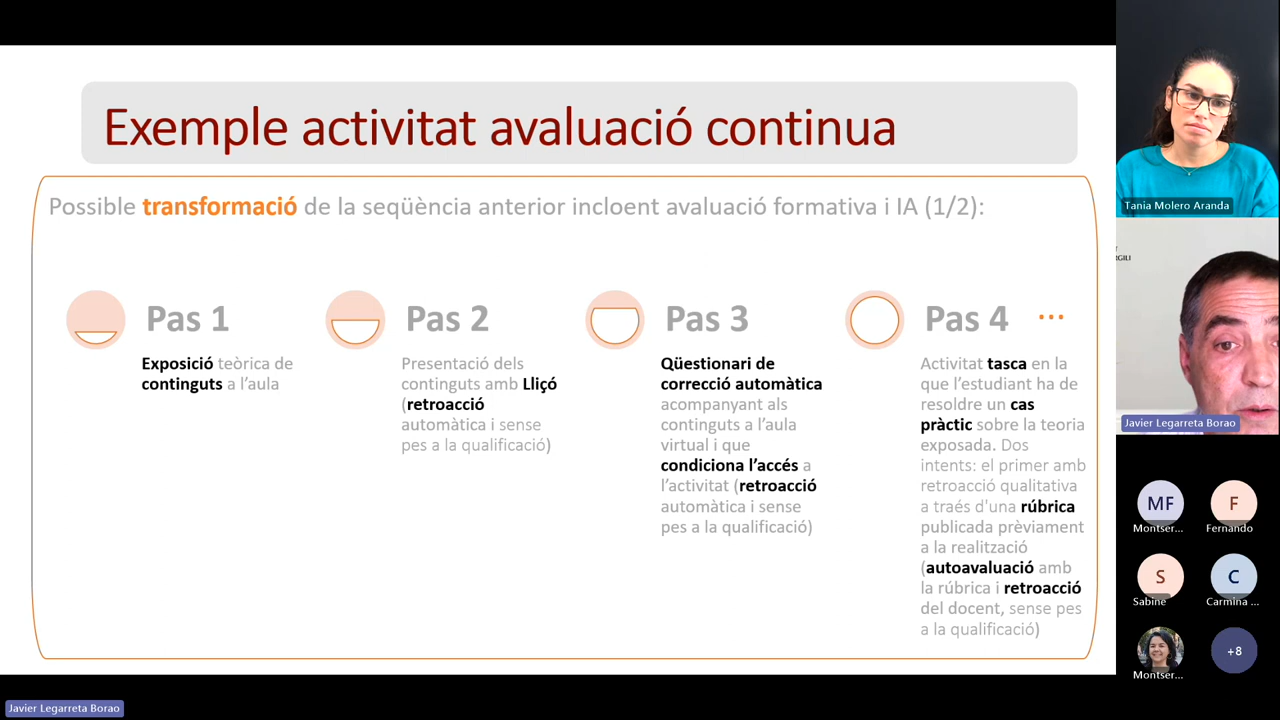 Exemple activitat avaluació continua
Possible transformació de la seqüència anterior incloent avaluació formativa i IA (1/2):
Pas 1
Exposició teòrica de
continguts a l'aula
Pas 2
Presentació dels
continguts amb Lliçó
(retroacció
automàtica i sense
pes a la qualificació)
Pas 3
Qüestionari de
correcció automàtica
acompanyant als
continguts a l'aula
virtual i que
condiciona l'accés a
l'activitat (retroacció
automàtica i sense
pes a la qualificació)
Pas 4 ...
Activitat tasca en la
que l'estudiant ha de
resoldre un cas
pràctic sobre la teoria
exposada. Dos
intents: el primer amb
retroacció qualitativa
a traés d'una rúbrica
publicada prèviament
a la realització
(autoavaluació amb
la rúbrica i retroacció
del docent, sense pes
a la qualificació)
Tania Molero Aranda
Javier Legarreta Borao
MF
Montser...
F
Fernando
S
Sabine
C
Carmina ...
Montser...
+8
Javier Legarreta Borao